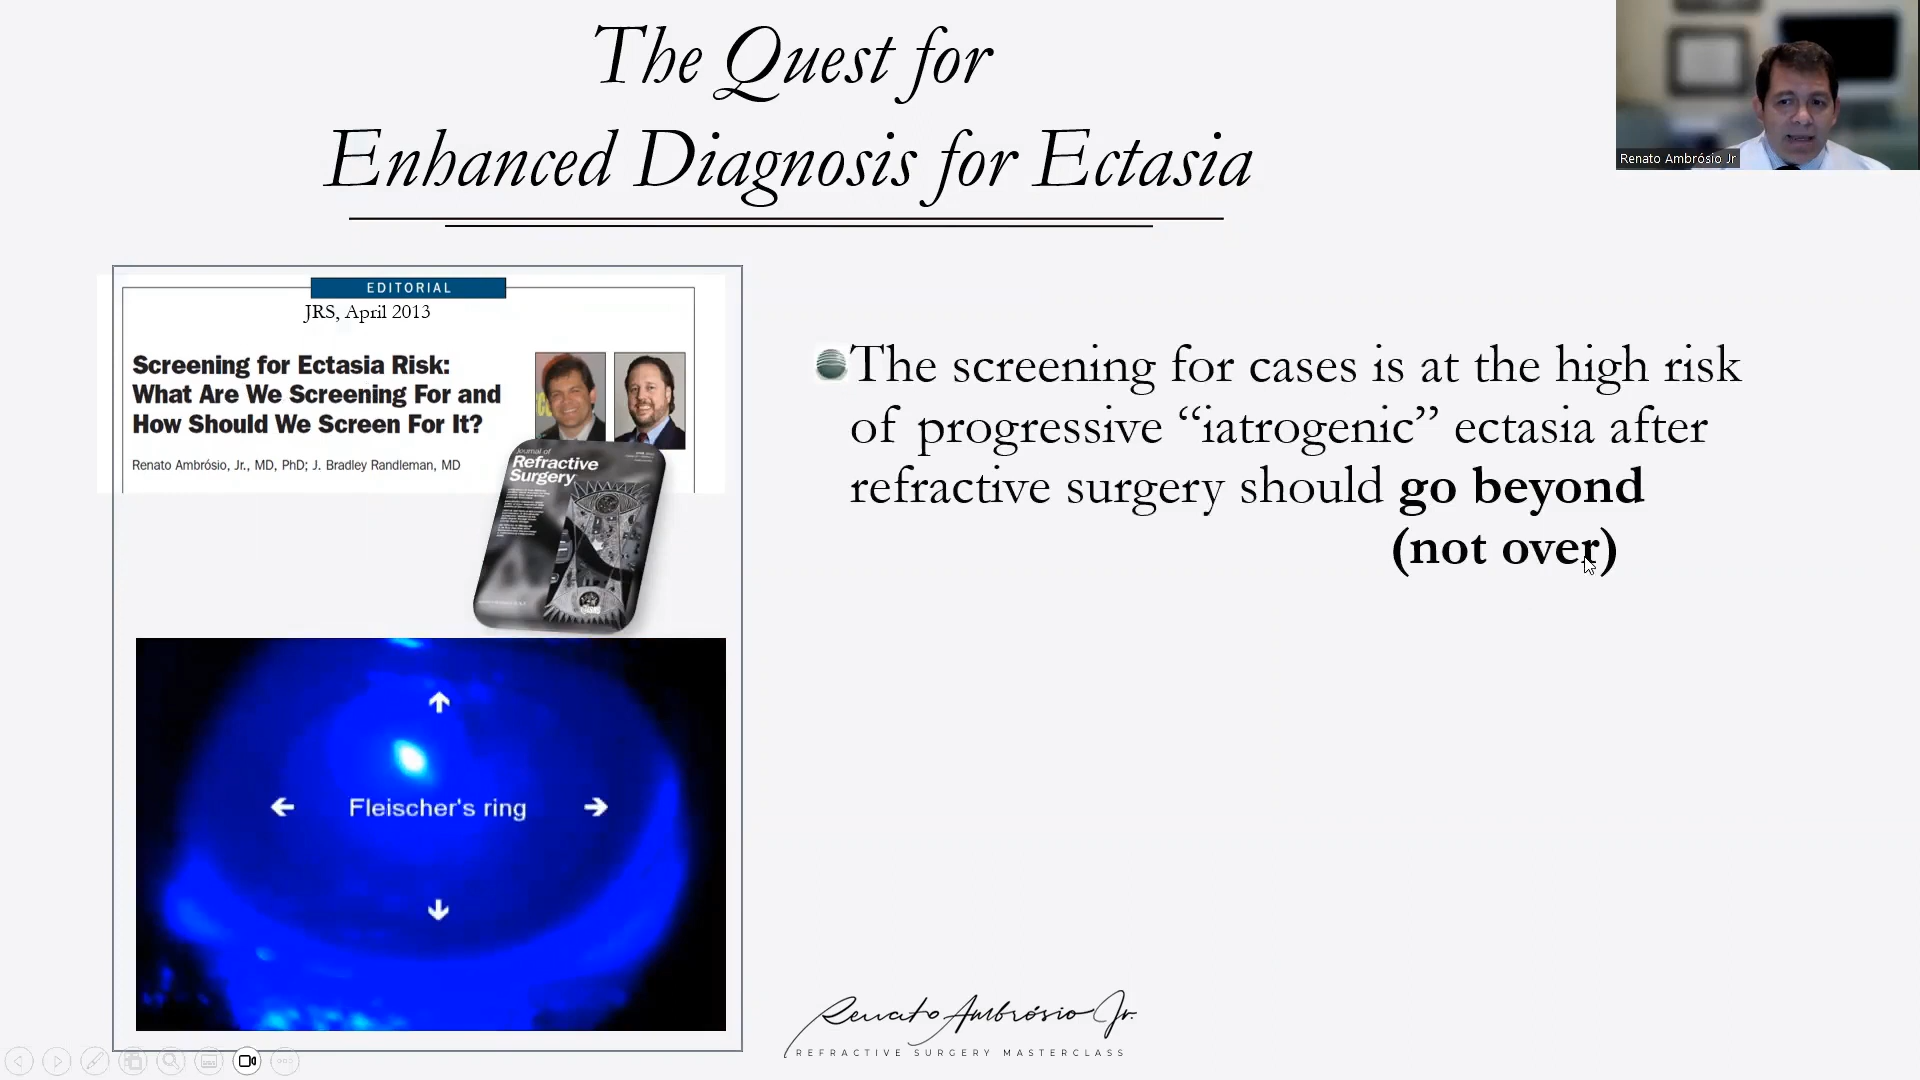 The Quest for
Enhanced Diagnosis for Ectasia
Renato Ambrósio Jr
EDITORIAL
JRS, April 2013
Screening for Ectasia Risk:
What Are We Screening For and
How Should We Screen For It?
Renato Ambrósio, Jr., MD, PhD; J. Bradley Randleman, MD
Journal of
Refractive
Surgery
The screening for cases is at the high risk
of progressive “iatrogenic” ectasia after
refractive surgery should go beyond
(not over)
Fleischer's ring
Renato Ambrósio Jr.
REFRACTIVE SURGERY MASTERCLASS